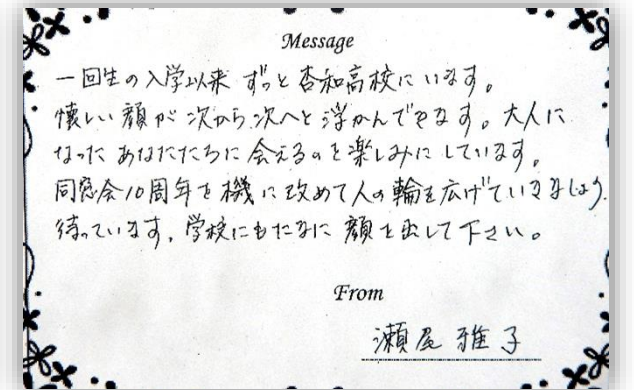 Message
一回生の入学以来 ずっと杏和高校にいます。
懐しい顔が次から次へと浮かんできます。大人に
なったあなたたちに会えるのを楽しみにしています。
同窓会10周年を機に改めて人の輪を広げていきましょう。
待っています。学校にもたまに顔を出して下さい。
From
瀬尾雅子